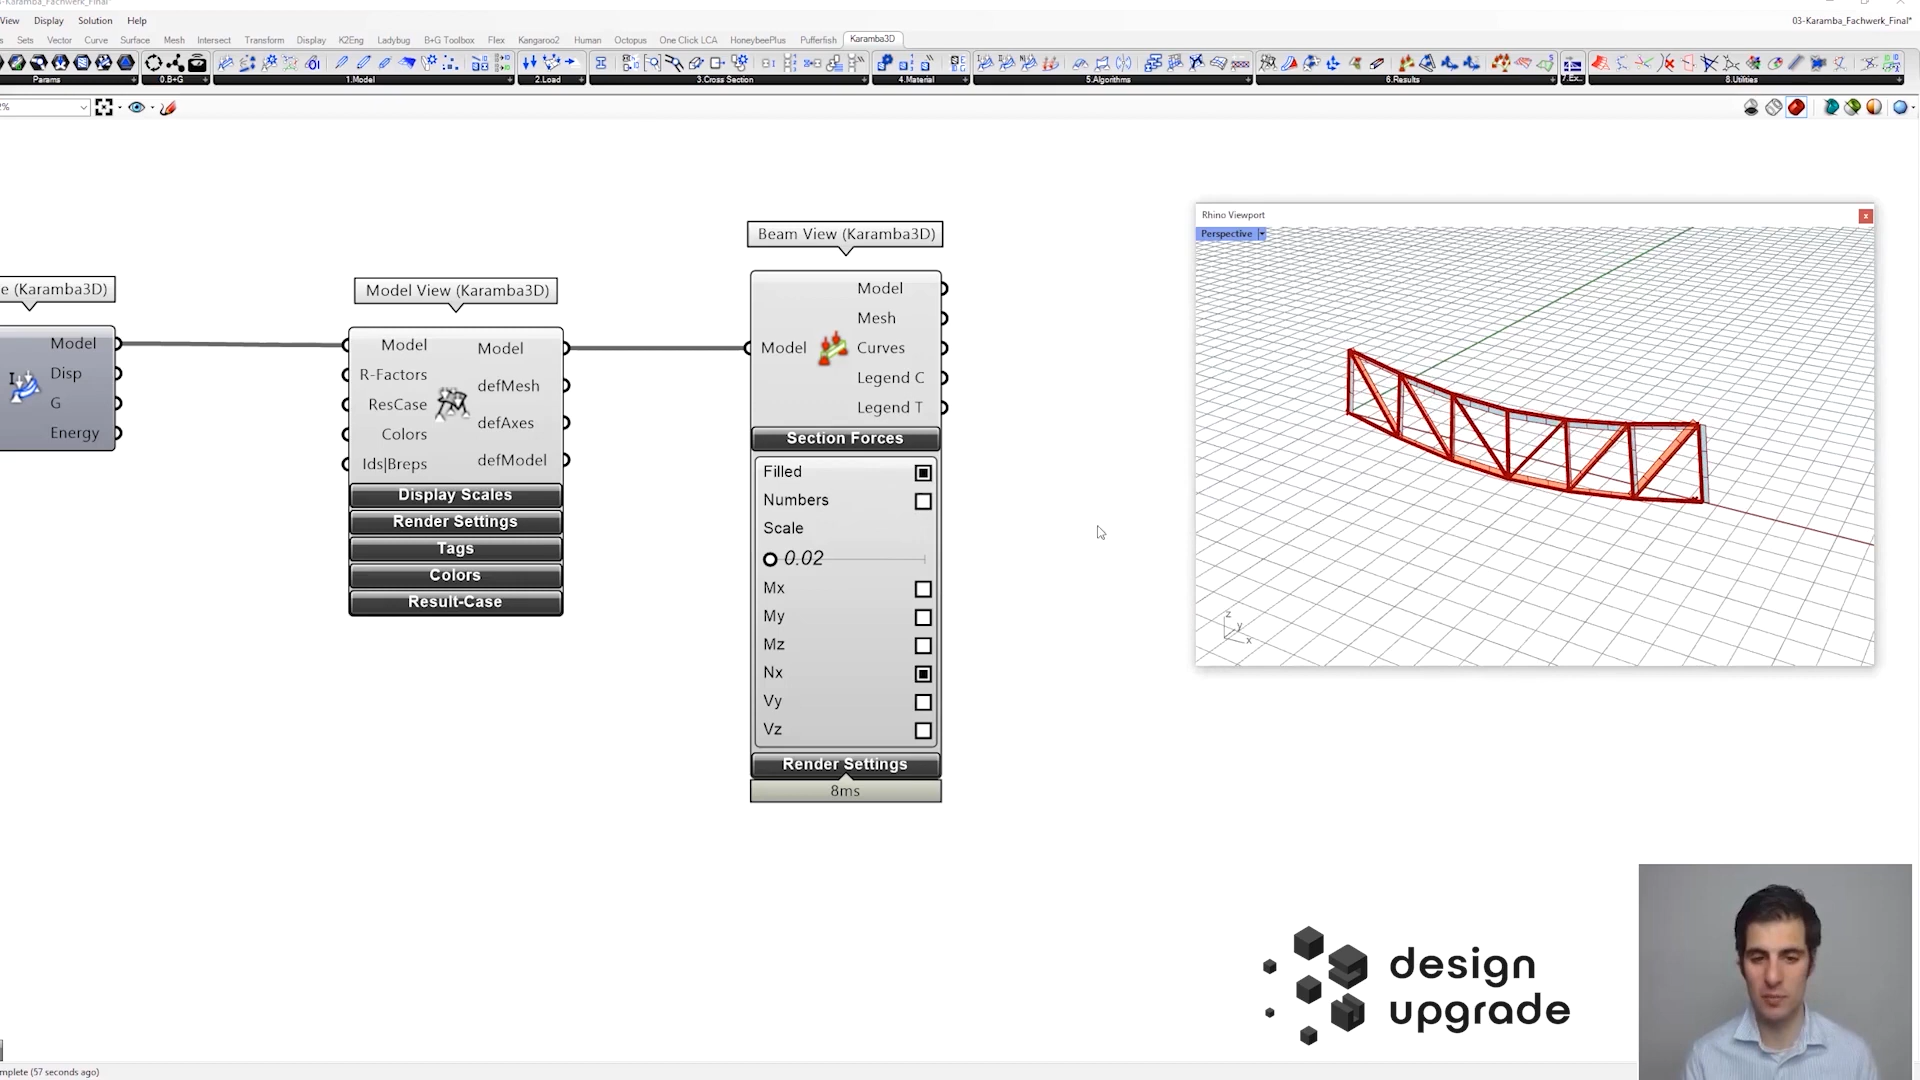 -Karamba_Fachwerk_Final*
View Display Solution Help
03-Karamba_Fachwerk_Final*
s Sets Vector Curve Surface Mesh Intersect Transform Display K2Eng Ladybug B+G Toolbox Flex Kangaroo2 Human Octopus One Click LCA HoneybeePlus Pufferfish Karamba3D
Params 0.B+G 1.Model 2.Load 3.Cross Section 4.Material 5.Algorithms 6.Results 7.Ex... 8.Utilities
%
e (Karamba3D)
Model
Disp
G
Energy
Model View (Karamba3D)
Model
R-Factors
ResCase
Colors
Ids|Breps
Model
defMesh
defAxes
defModel
Display Scales
Render Settings
Tags
Colors
Result-Case
Beam View (Karamba3D)
Model
Model
Mesh
Curves
Legend C
Legend T
Section Forces
Filled
Numbers
Scale
0.02
Mx
My
Mz
Nx
Vy
Vz
Render Settings
8ms
Rhino Viewport
x
Perspective
z
y
x
design
upgrade
mplete (57 seconds ago)